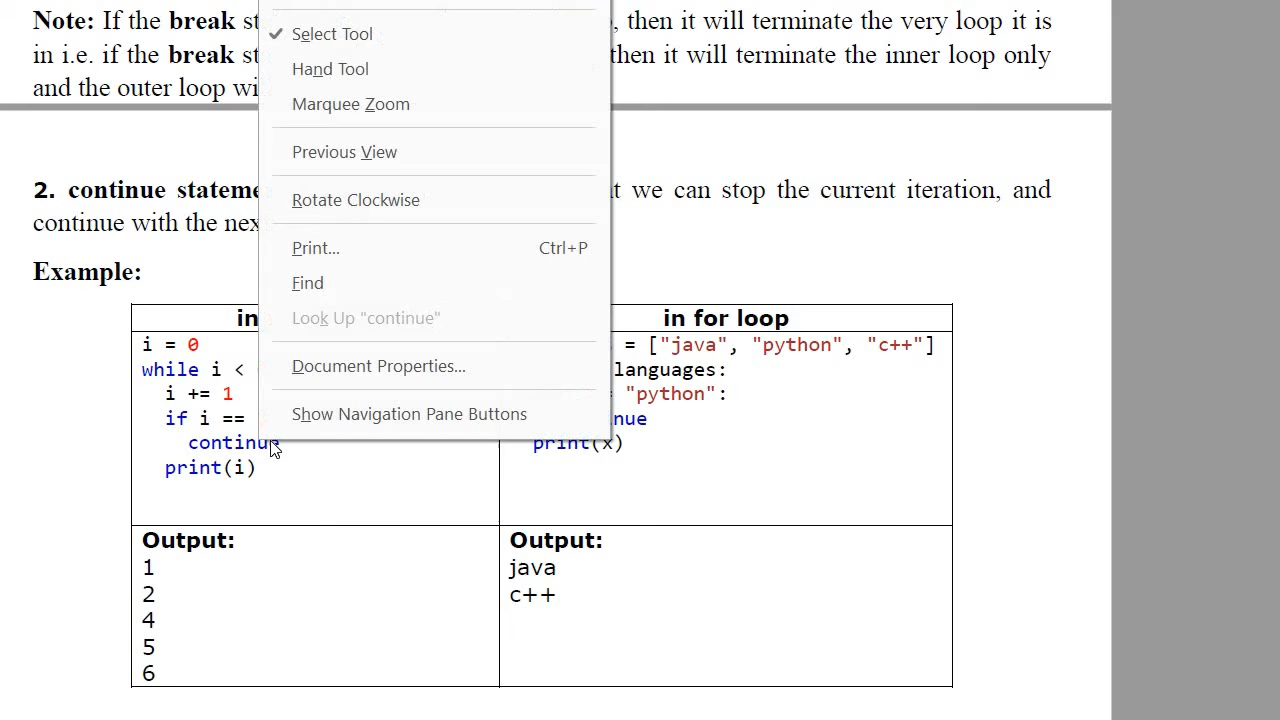 Note: If the break st , then it will terminate the very loop it is
in i.e. if the break st then it will terminate the inner loop only
and the outer loop wi
Select Tool
Hand Tool
Marquee Zoom
Previous View
Rotate Clockwise
Print... Ctrl+P
Find
Look Up "continue"
Document Properties...
Show Navigation Pane Buttons
2. continue stateme t we can stop the current iteration, and
continue with the nex
Example:
in
i = 0
while i <
i += 1
if i ==
continue
print(i)
in for loop
= ["java", "python", "c++"]
languages:
= "python":
nue
print(x)
Output:
1
2
4
5
6
Output:
java
c++